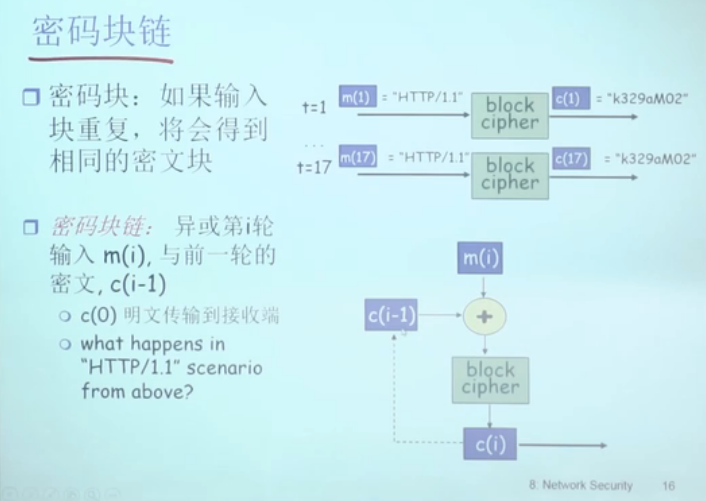 密码块链
密码块：如果输入
块重复，将会得到
相同的密文块
t=1
m(1)
= "HTTP/1.1"
block
cipher
c(1)
= "k329aM02"
...
t=17
m(17)
= "HTTP/1.1"
block
cipher
c(17)
= "k329aM02"
密码块链：异或第i轮
输入 m(i), 与前一轮的
密文, c(i-1)
c(0) 明文传输到接收端
what happens in
“HTTP/1.1” scenario
from above?
m(i)
c(i-1)
+
block
cipher
c(i)
8: Network Security
16